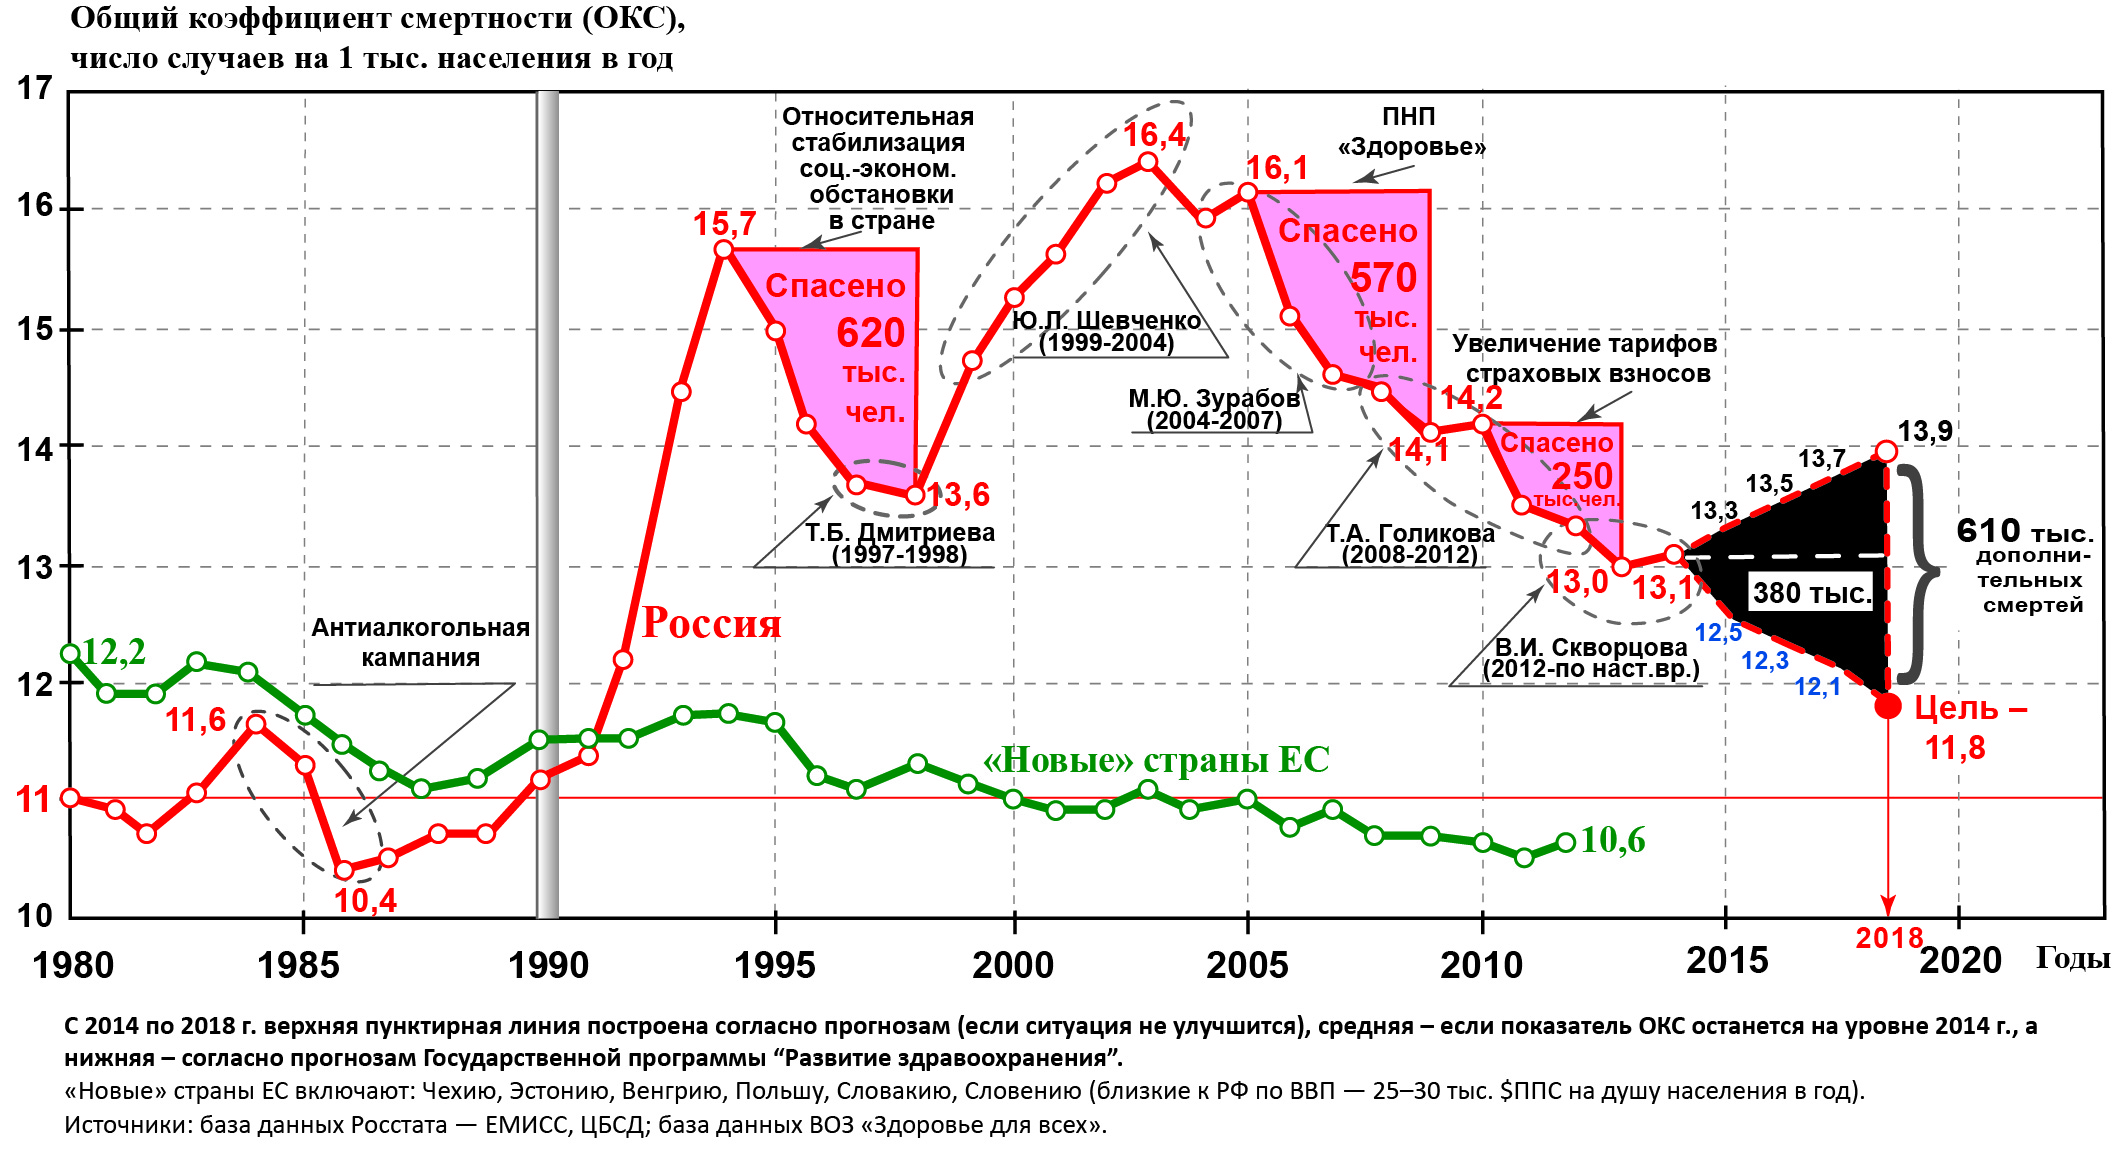 Общий коэффициент смертности (ОКС),
число случаев на 1 тыс. населения в год
17
16
15
14
13
12
11
10
Относительная
стабилизация
соц.-эконом.
обстановки
в стране
15,7
Спасено
620
тыс.
чел.
13,6
Т.Б. Дмитриева
(1997-1998)
16,4
Ю.Л. Шевченко
(1999-2004)
ПНП
«Здоровье»
16,1
Спасено
570
тыс.
чел.
М.Ю. Зурабов
(2004-2007)
14,1
14,2
Увеличение тарифов
страховых взносов
Спасено
250
тыс.чел.
Т.А. Голикова
(2008-2012)
13,0
13,1
В.И. Скворцова
(2012-по наст.вр.)
13,3
13,5
13,7
13,9
380 тыс.
610 тыс.
дополни-
тельных
смертей
12,5
12,3
12,1
Цель –
11,8
Россия
Антиалкогольная
кампания
12,2
11,6
10,4
«Новые» страны ЕС
10,6
1980
1985
1990
1995
2000
2005
2010
2015
2018
2020
Годы
С 2014 по 2018 г. верхняя пунктирная линия построена согласно прогнозам (если ситуация не улучшится), средняя – если показатель ОКС останется на уровне 2014 г., а
нижняя – согласно прогнозам Государственной программы “Развитие здравоохранения”.
«Новые» страны ЕС включают: Чехию, Эстонию, Венгрию, Польшу, Словакию, Словению (близкие к РФ по ВВП — 25–30 тыс. $ППС на душу населения в год).
Источники: база данных Росстата — ЕМИСС, ЦБСД; база данных ВОЗ «Здоровье для всех».